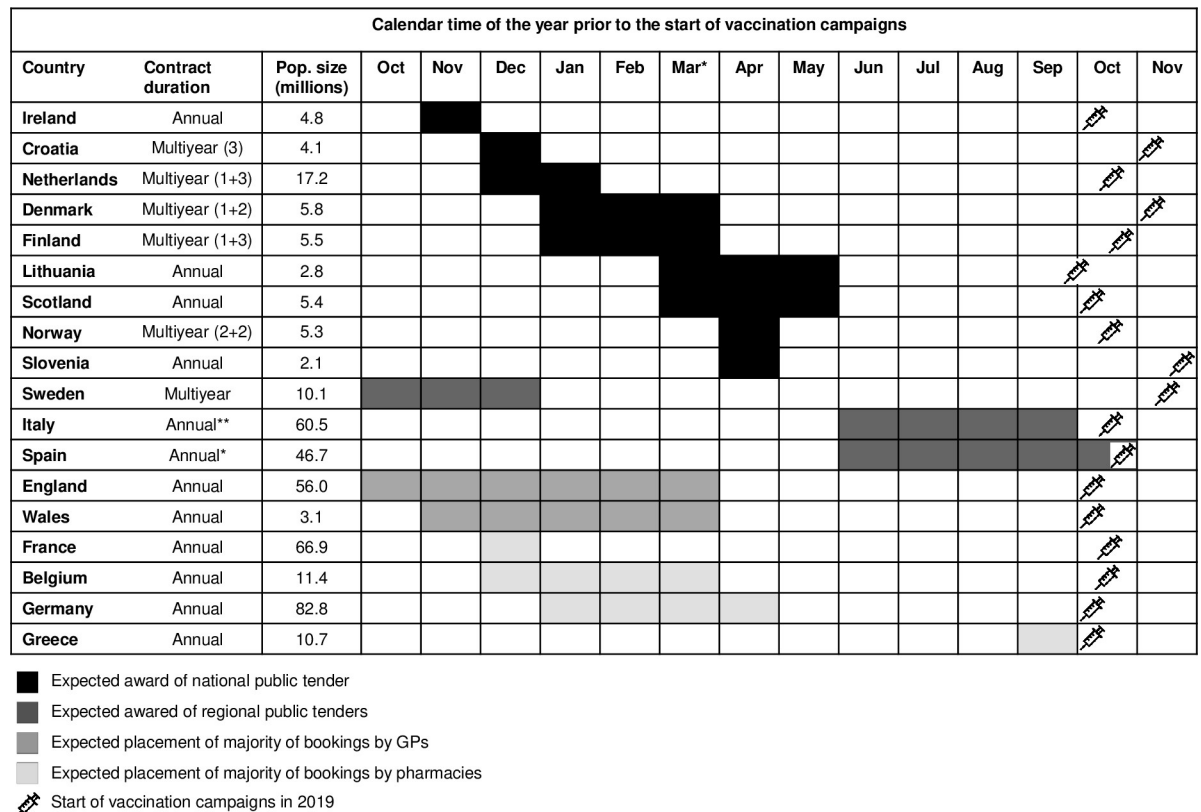 Calendar time of the year prior to the start of vaccination campaigns
Country Contract duration Pop. size (millions) Oct Nov Dec Jan Feb Mar* Apr May Jun Jul Aug Sep Oct Nov
Ireland Annual 4.8
Croatia Multiyear (3) 4.1
Netherlands Multiyear (1+3) 17.2
Denmark Multiyear (1+2) 5.8
Finland Multiyear (1+3) 5.5
Lithuania Annual 2.8
Scotland Annual 5.4
Norway Multiyear (2+2) 5.3
Slovenia Annual 2.1
Sweden Multiyear 10.1
Italy Annual** 60.5
Spain Annual* 46.7
England Annual 56.0
Wales Annual 3.1
France Annual 66.9
Belgium Annual 11.4
Germany Annual 82.8
Greece Annual 10.7
Expected award of national public tender
Expected awared of regional public tenders
Expected placement of majority of bookings by GPs
Expected placement of majority of bookings by pharmacies
Start of vaccination campaigns in 2019